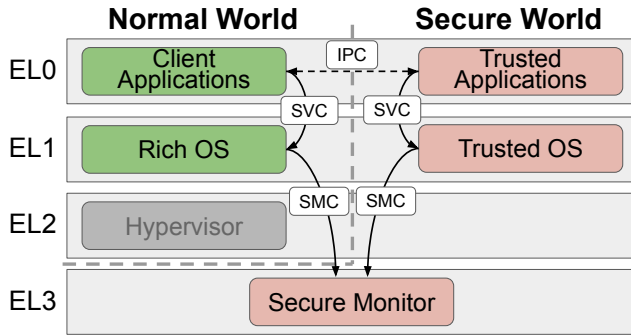 Normal World
Secure World
EL0
Client
Applications
IPC
Trusted
Applications
SVC
SVC
EL1
Rich OS
Trusted OS
SMC
SMC
EL2
Hypervisor
EL3
Secure Monitor